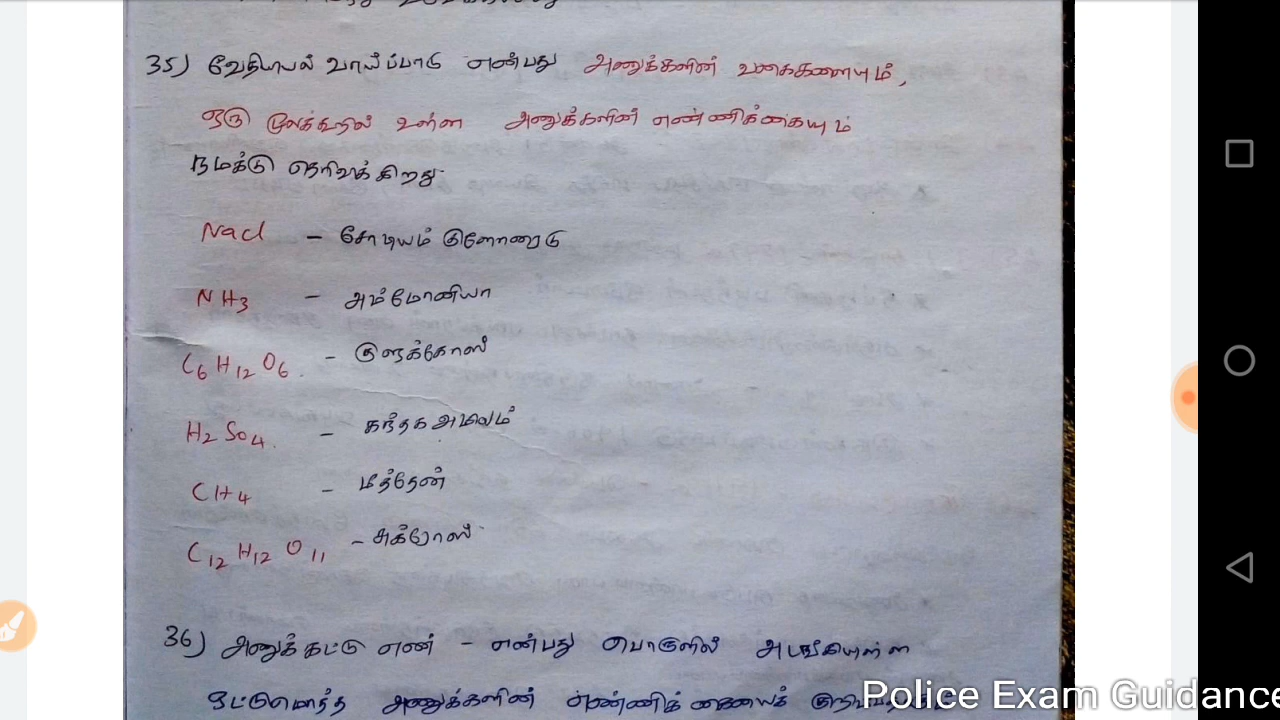 35) வேதியியல் வாய்ப்பாடு என்பது அணுக்களின் வகைகளையும்,
ஒரு மூலக்கூறில் உள்ள அணுக்களின் எண்ணிக்கையும்
நமக்கு தெரிவிக்கிறது.
Nacl – சோடியம் குளோரைடு
NH3 – அம்மோனியா
C6H12O6. – குளுக்கோஸ்
H2So4. – கந்தக அமிலம்
CH4 – மீத்தேன்
C12H12O11 – சுக்ரோஸ்
36) அணுக்கட்டு எண் – என்பது பொருளில் அடங்கியுள்ள
ஒட்டுமொத்த அணுக்களின் எண்ணிக்கையைக்
Police Exam Guidance